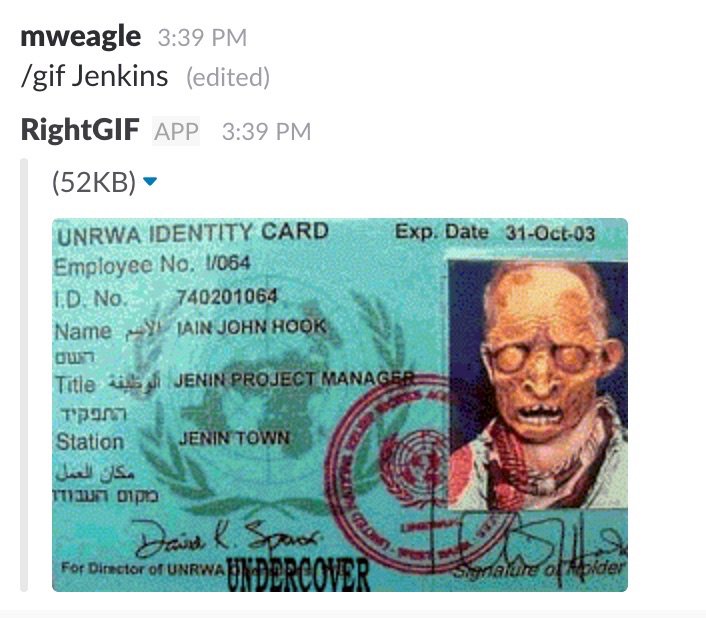 mweagle 3:39 PM
/gif Jenkins (edited)
RightGIF APP 3:39 PM
(52KB)
UNRWA IDENTITY CARD Exp. Date 31-Oct-03
Employee No. I/064
I.D. No. 740201064
Name الاسم IAIN JOHN HOOK
השם
Title الوظيفة JENIN PROJECT MANAGER
התפקיד
Station JENIN TOWN
مكان العمل
מקום העבודה
For Director of UNRWA
UNDERCOVER
Signature of Holder